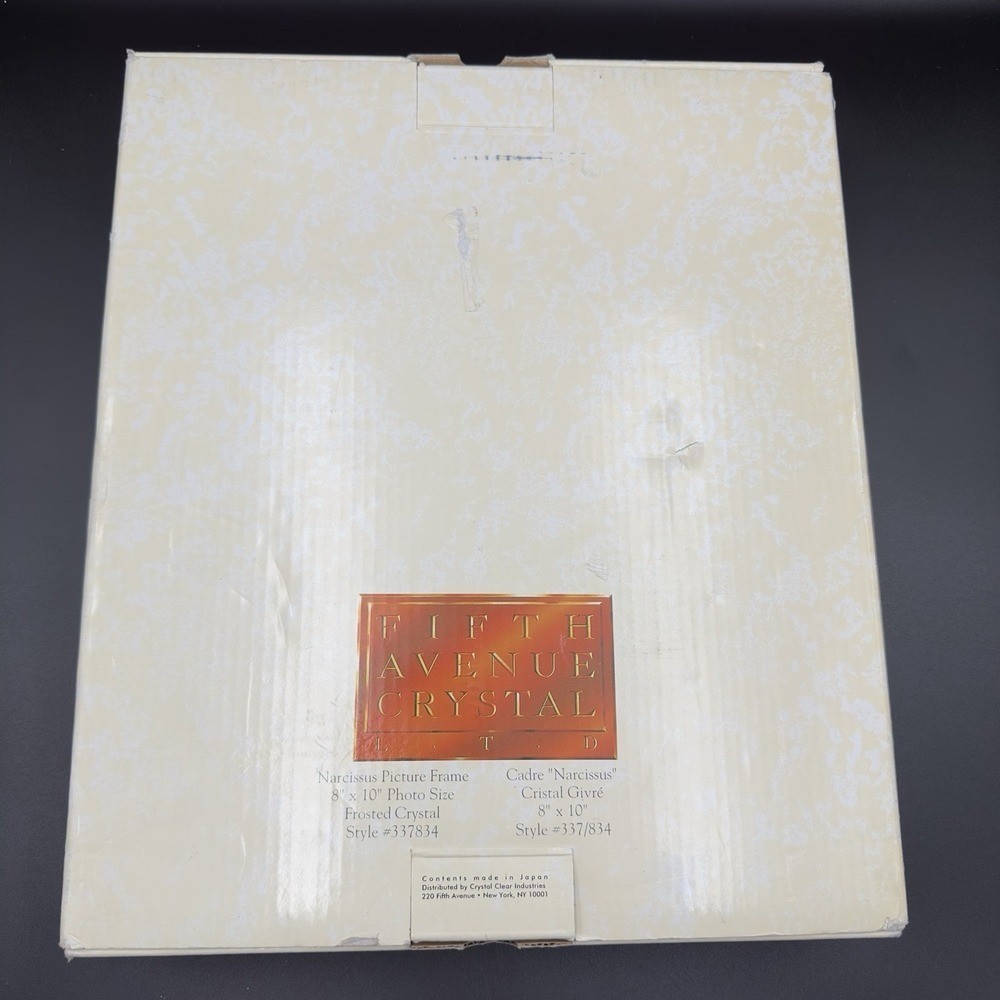 FIFTH
AVENUE
CRYSTAL
L . T . D
Narcissus Picture Frame
8" x 10" Photo Size
Frosted Crystal
Style #337834
Cadre "Narcissus"
Cristal Givré
8" x 10"
Style #337/834
Contents made in Japan
Distributed by Crystal Clear Industries
220 Fifth Avenue • New York, NY 10001